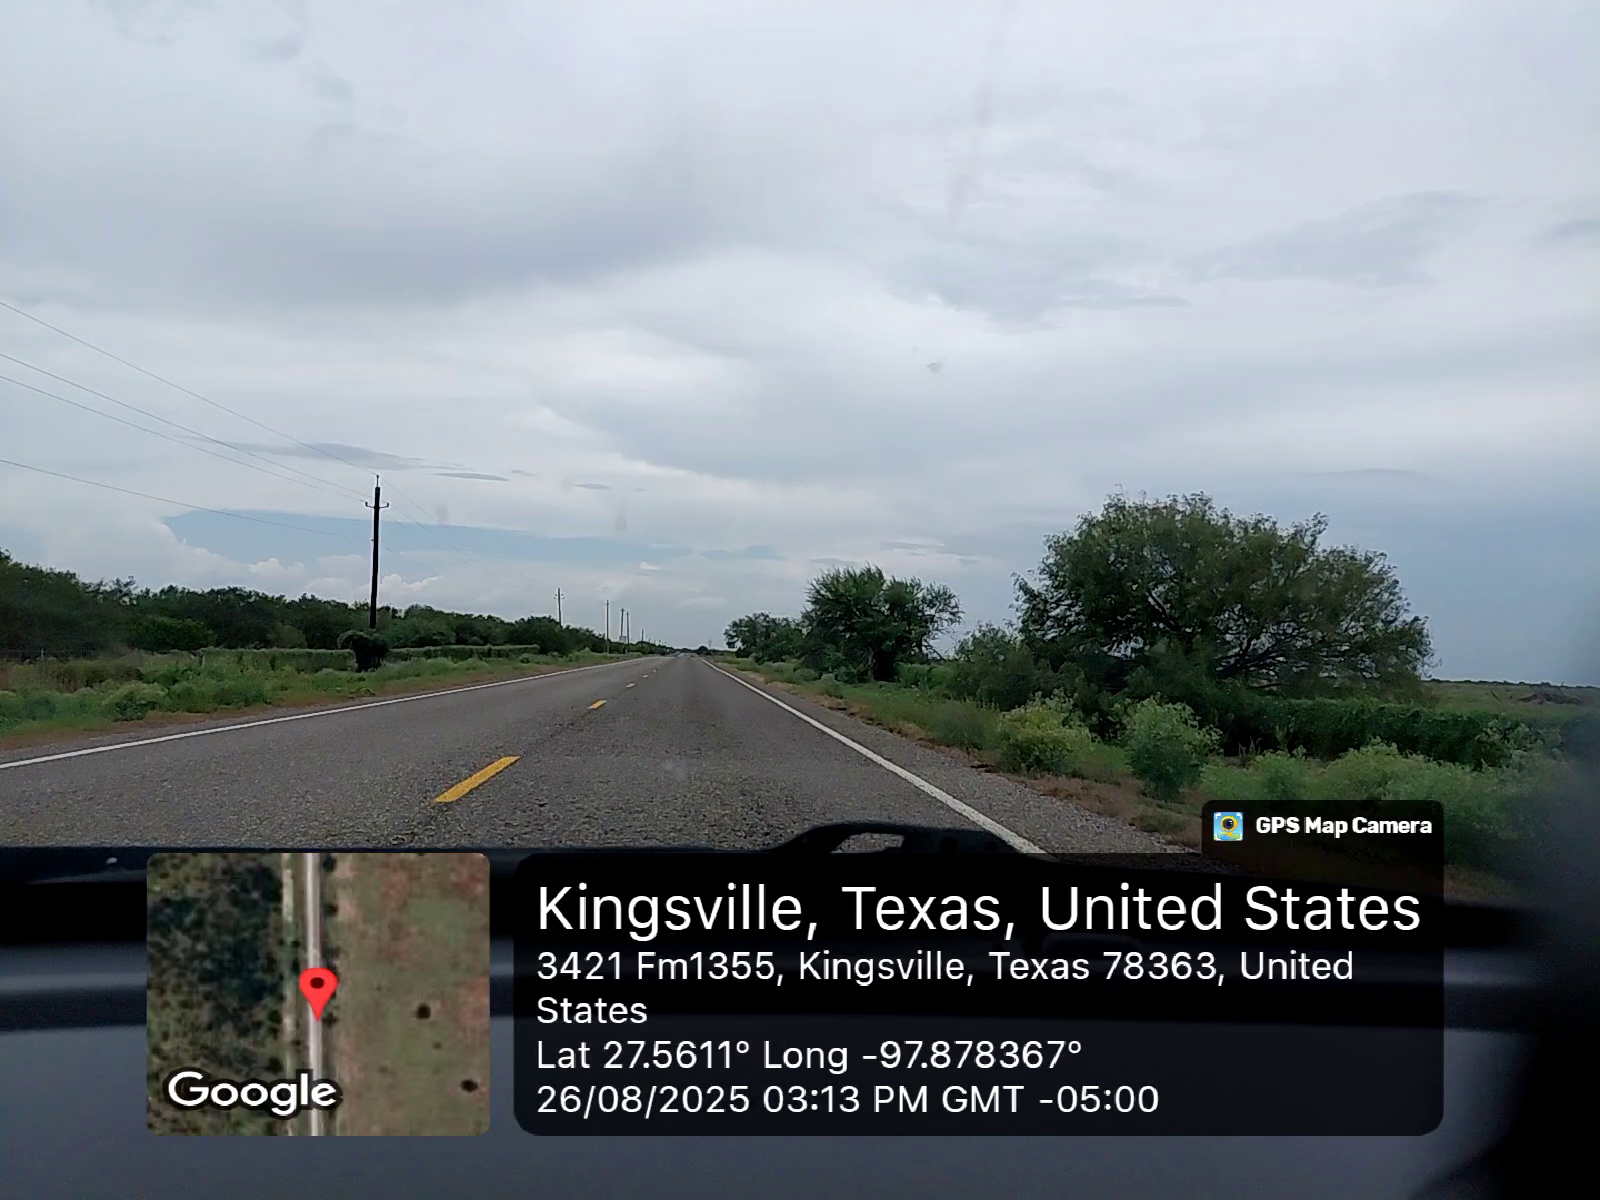 GPS Map Camera
Kingsville, Texas, United States
3421 Fm1355, Kingsville, Texas 78363, United
States
Lat 27.5611° Long -97.878367°
26/08/2025 03:13 PM GMT -05:00
Google